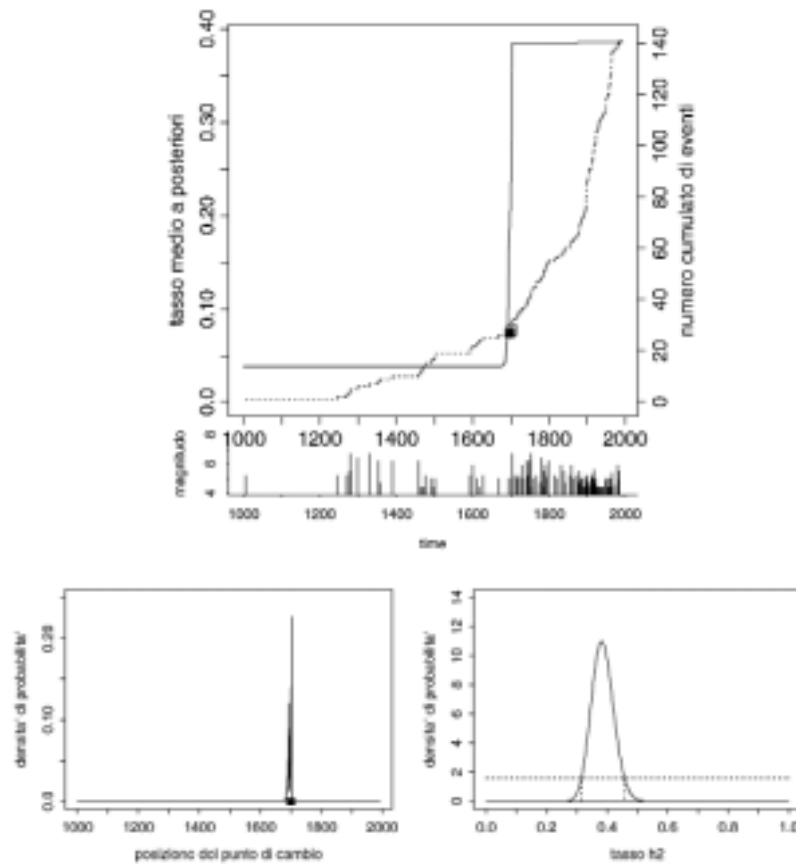 tasso medio a posteriori
0.0 0.10 0.20 0.30 0.40
numero cumulato di eventi
0 20 40 60 80 100 120 140
1000 1200 1400 1600 1800 2000
magnitudo
4 6 8
1000 1200 1400 1600 1800 2000
time
densita' di probabilita'
0.0 0.10 0.20
1000 1200 1400 1600 1800 2000
posizione del punto di cambio
densita' di probabilita'
0 2 4 6 8 10 12 14
0.0 0.2 0.4 0.6 0.8 1.0
tasso h2